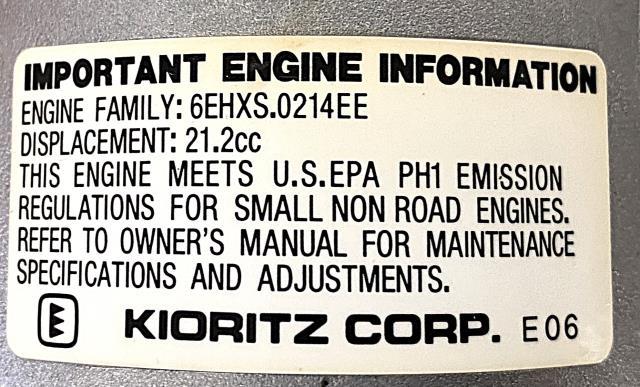 IMPORTANT ENGINE INFORMATION
ENGINE FAMILY: 6EHXS.0214EE
DISPLACEMENT: 21.2cc
THIS ENGINE MEETS U.S.EPA PH1 EMISSION
REGULATIONS FOR SMALL NON ROAD ENGINES.
REFER TO OWNER'S MANUAL FOR MAINTENANCE
SPECIFICATIONS AND ADJUSTMENTS.
KIORITZ CORP. E06